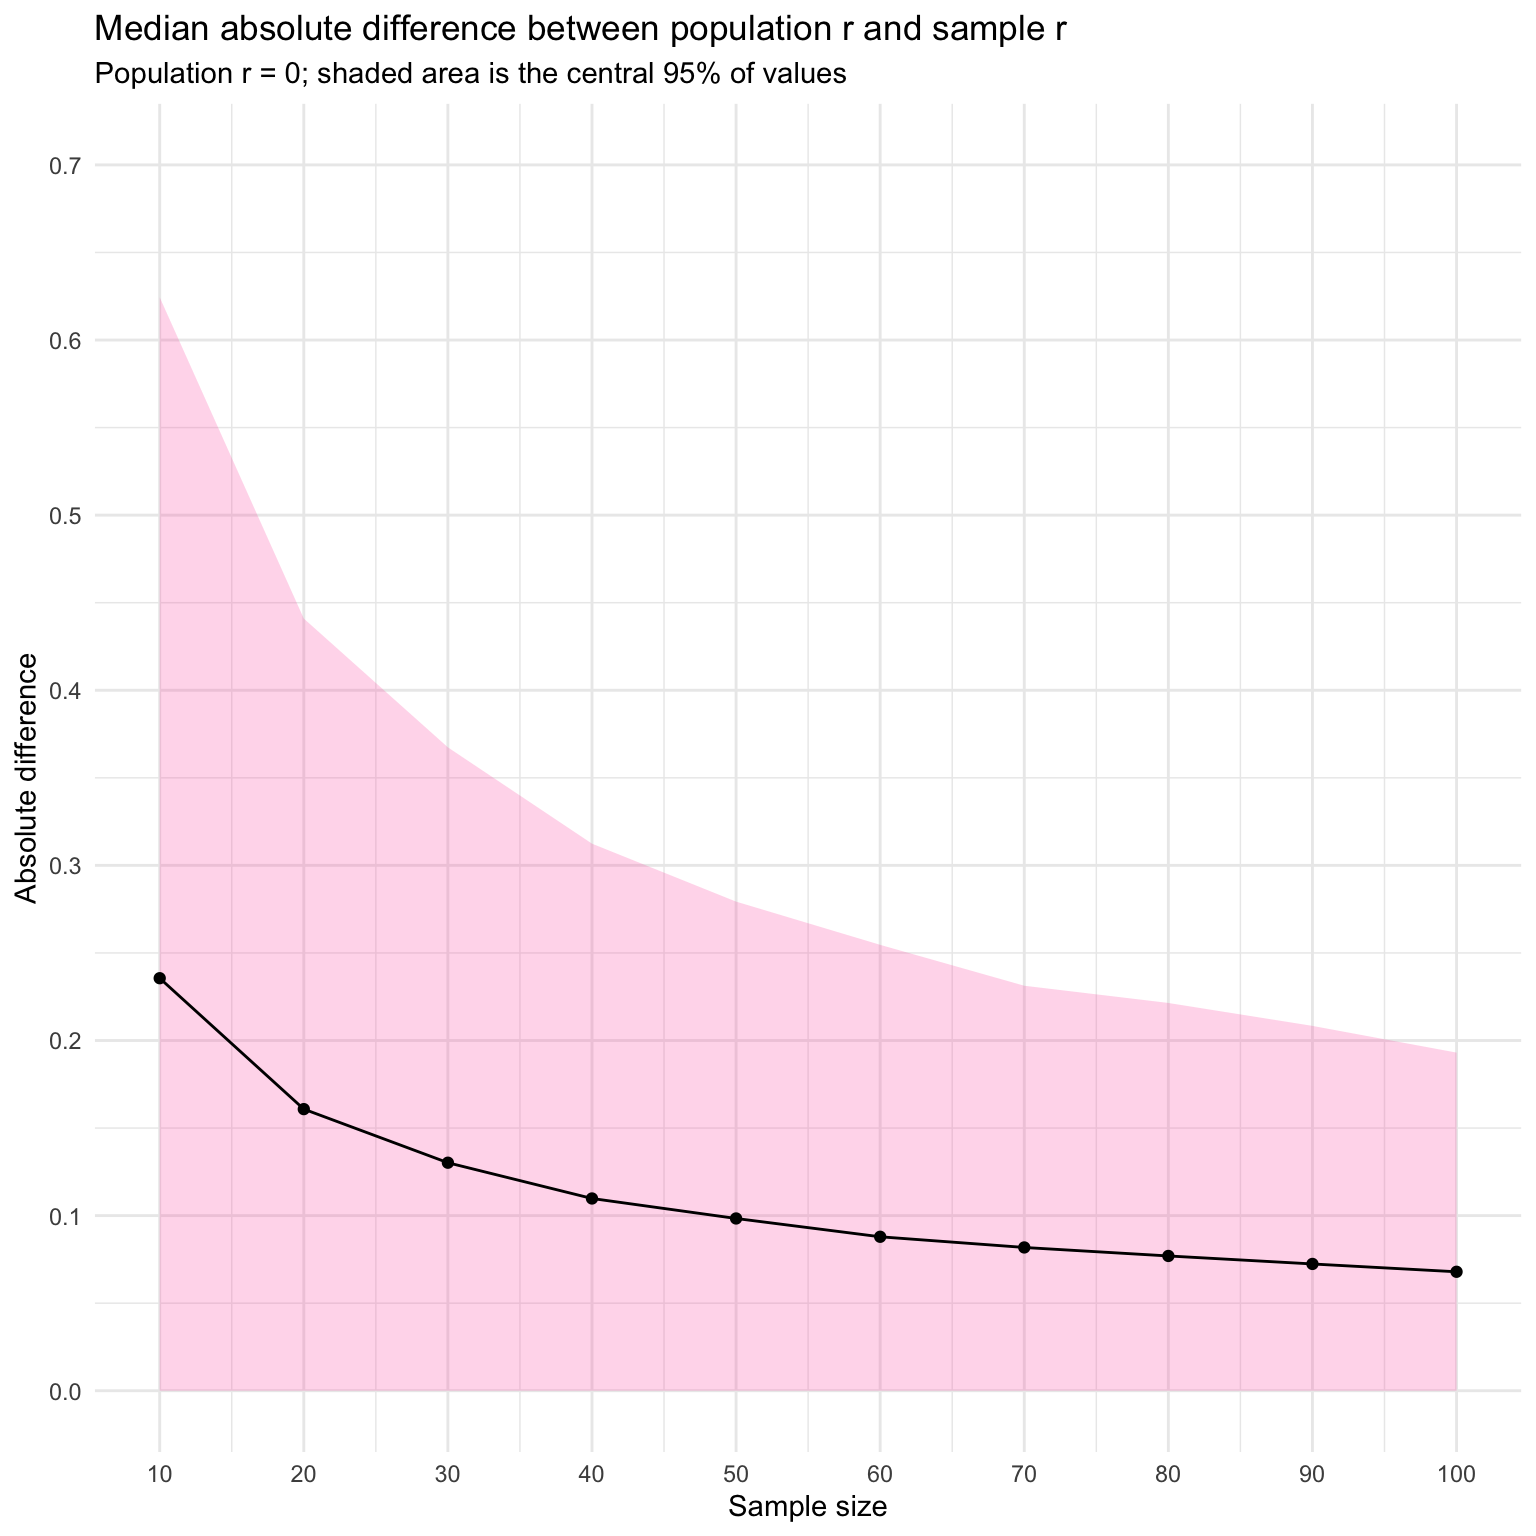 Median absolute difference between population r and sample r
Population r = 0; shaded area is the central 95% of values
0.7
0.6
0.5
0.4
0.3
0.2
0.1
0.0
Absolute difference
10 20 30 40 50 60 70 80 90 100
Sample size